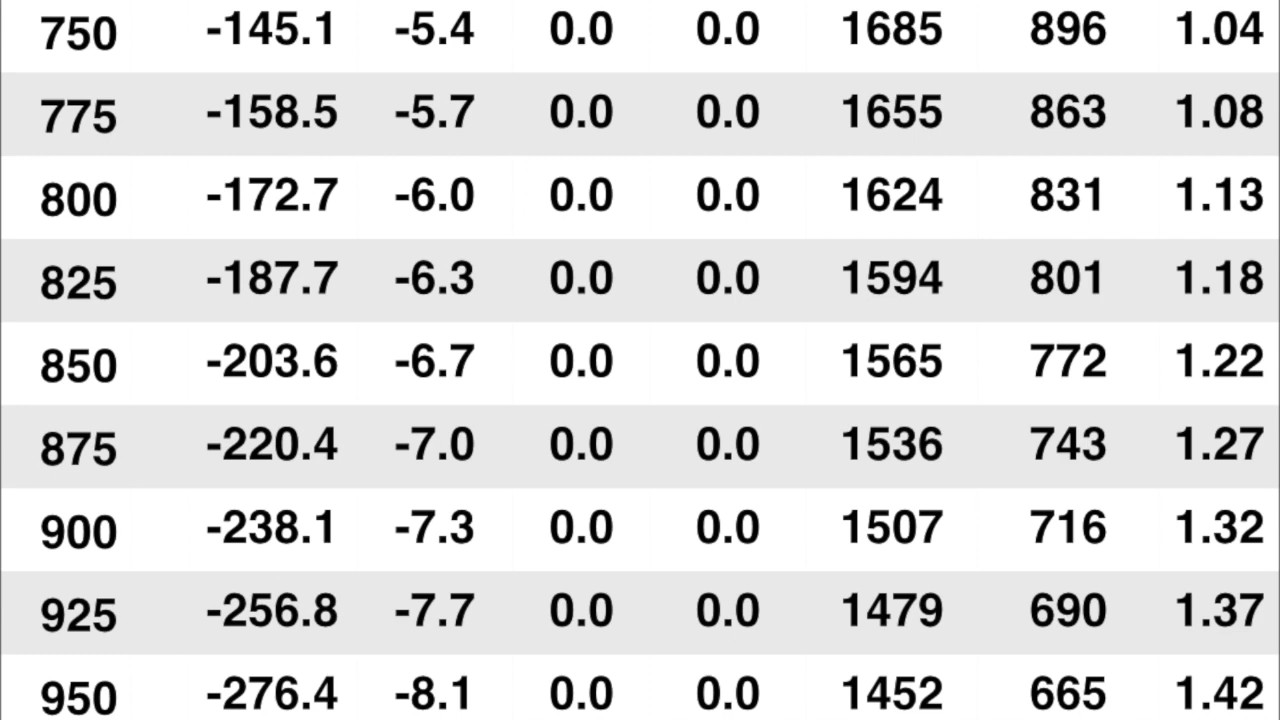 750 -145.1 -5.4 0.0 0.0 1685 896 1.04
775 -158.5 -5.7 0.0 0.0 1655 863 1.08
800 -172.7 -6.0 0.0 0.0 1624 831 1.13
825 -187.7 -6.3 0.0 0.0 1594 801 1.18
850 -203.6 -6.7 0.0 0.0 1565 772 1.22
875 -220.4 -7.0 0.0 0.0 1536 743 1.27
900 -238.1 -7.3 0.0 0.0 1507 716 1.32
925 -256.8 -7.7 0.0 0.0 1479 690 1.37
950 -276.4 -8.1 0.0 0.0 1452 665 1.42